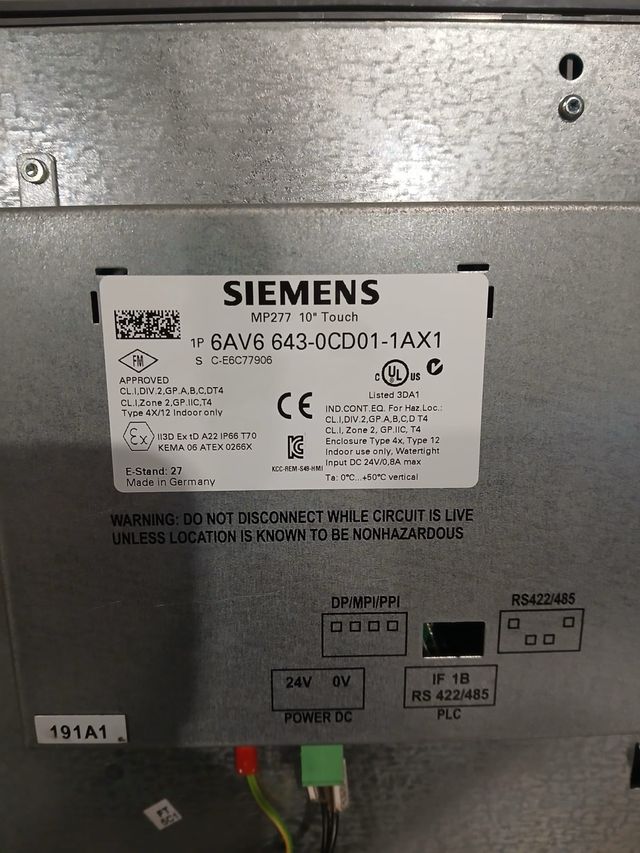 SIEMENS
MP277 10" Touch
1P 6AV6 643-0CD01-1AX1
S C-E6C77906
FM
APPROVED
CL.I,DIV.2,GP.A,B,C,DT4
CL.I,Zone 2,GP.IIC,T4
Type 4X/12 Indoor only
Ex II3D Ex tD A22 IP66 T70
KEMA 06 ATEX 0266X
E-Stand: 27
Made in Germany
CE
KCC-REM-S49-HMI
C UL US
Listed 3DA1
IND.CONT.EQ. For Haz.Loc.:
CL.I,DIV.2,GP.A,B,C,D T4
CL.I, Zone 2, GP.IIC, T4
Enclosure Type 4x, Type 12
Indoor use only, Watertight
Input DC 24V/0,8A max
Ta: 0°C...+50°C vertical
WARNING: DO NOT DISCONNECT WHILE CIRCUIT IS LIVE
UNLESS LOCATION IS KNOWN TO BE NONHAZARDOUS
DP/MPI/PPI
RS422/485
24V 0V
POWER DC
IF 1B
RS 422/485
PLC
191A1